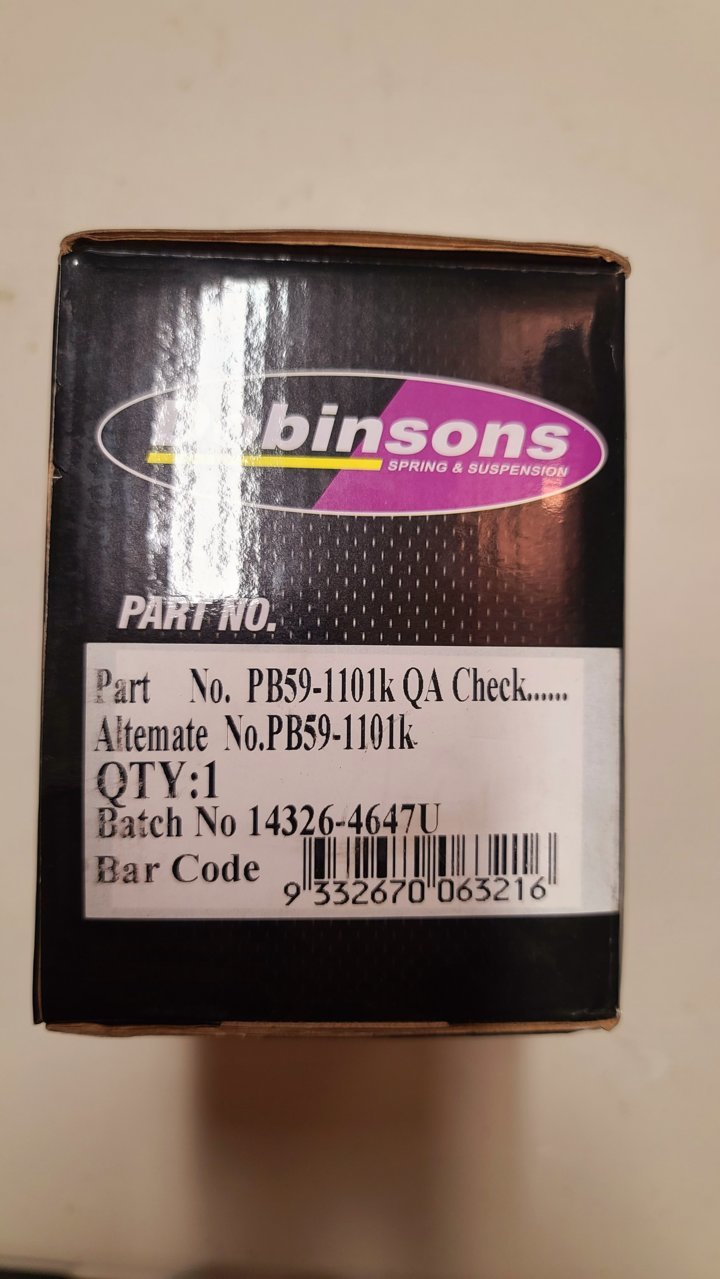 Robinsons
SPRING & SUSPENSION
PART NO.
Part No. PB59-1101k QA Check......
Altemate No.PB59-1101k
QTY:1
Batch No 14326-4647U
Bar Code
9 332670 063216